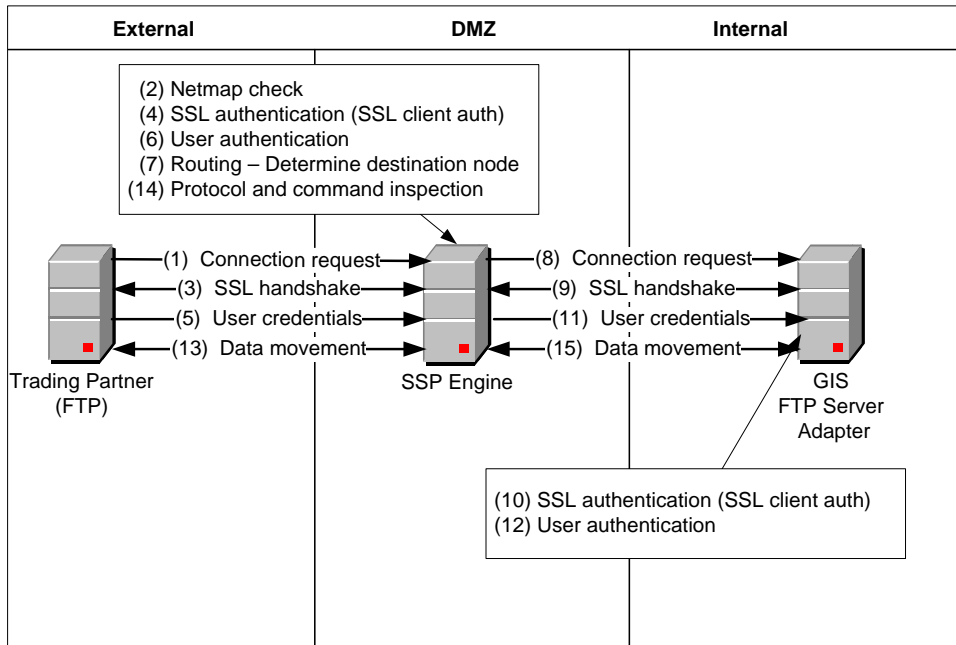 External
DMZ
Internal
(2) Netmap check
(4) SSL authentication (SSL client auth)
(6) User authentication
(7) Routing – Determine destination node
(14) Protocol and command inspection
(1) Connection request
(8) Connection request
(3) SSL handshake
(9) SSL handshake
(5) User credentials
(11) User credentials
(13) Data movement
(15) Data movement
Trading Partner
(FTP)
SSP Engine
GIS
FTP Server
Adapter
(10) SSL authentication (SSL client auth)
(12) User authentication